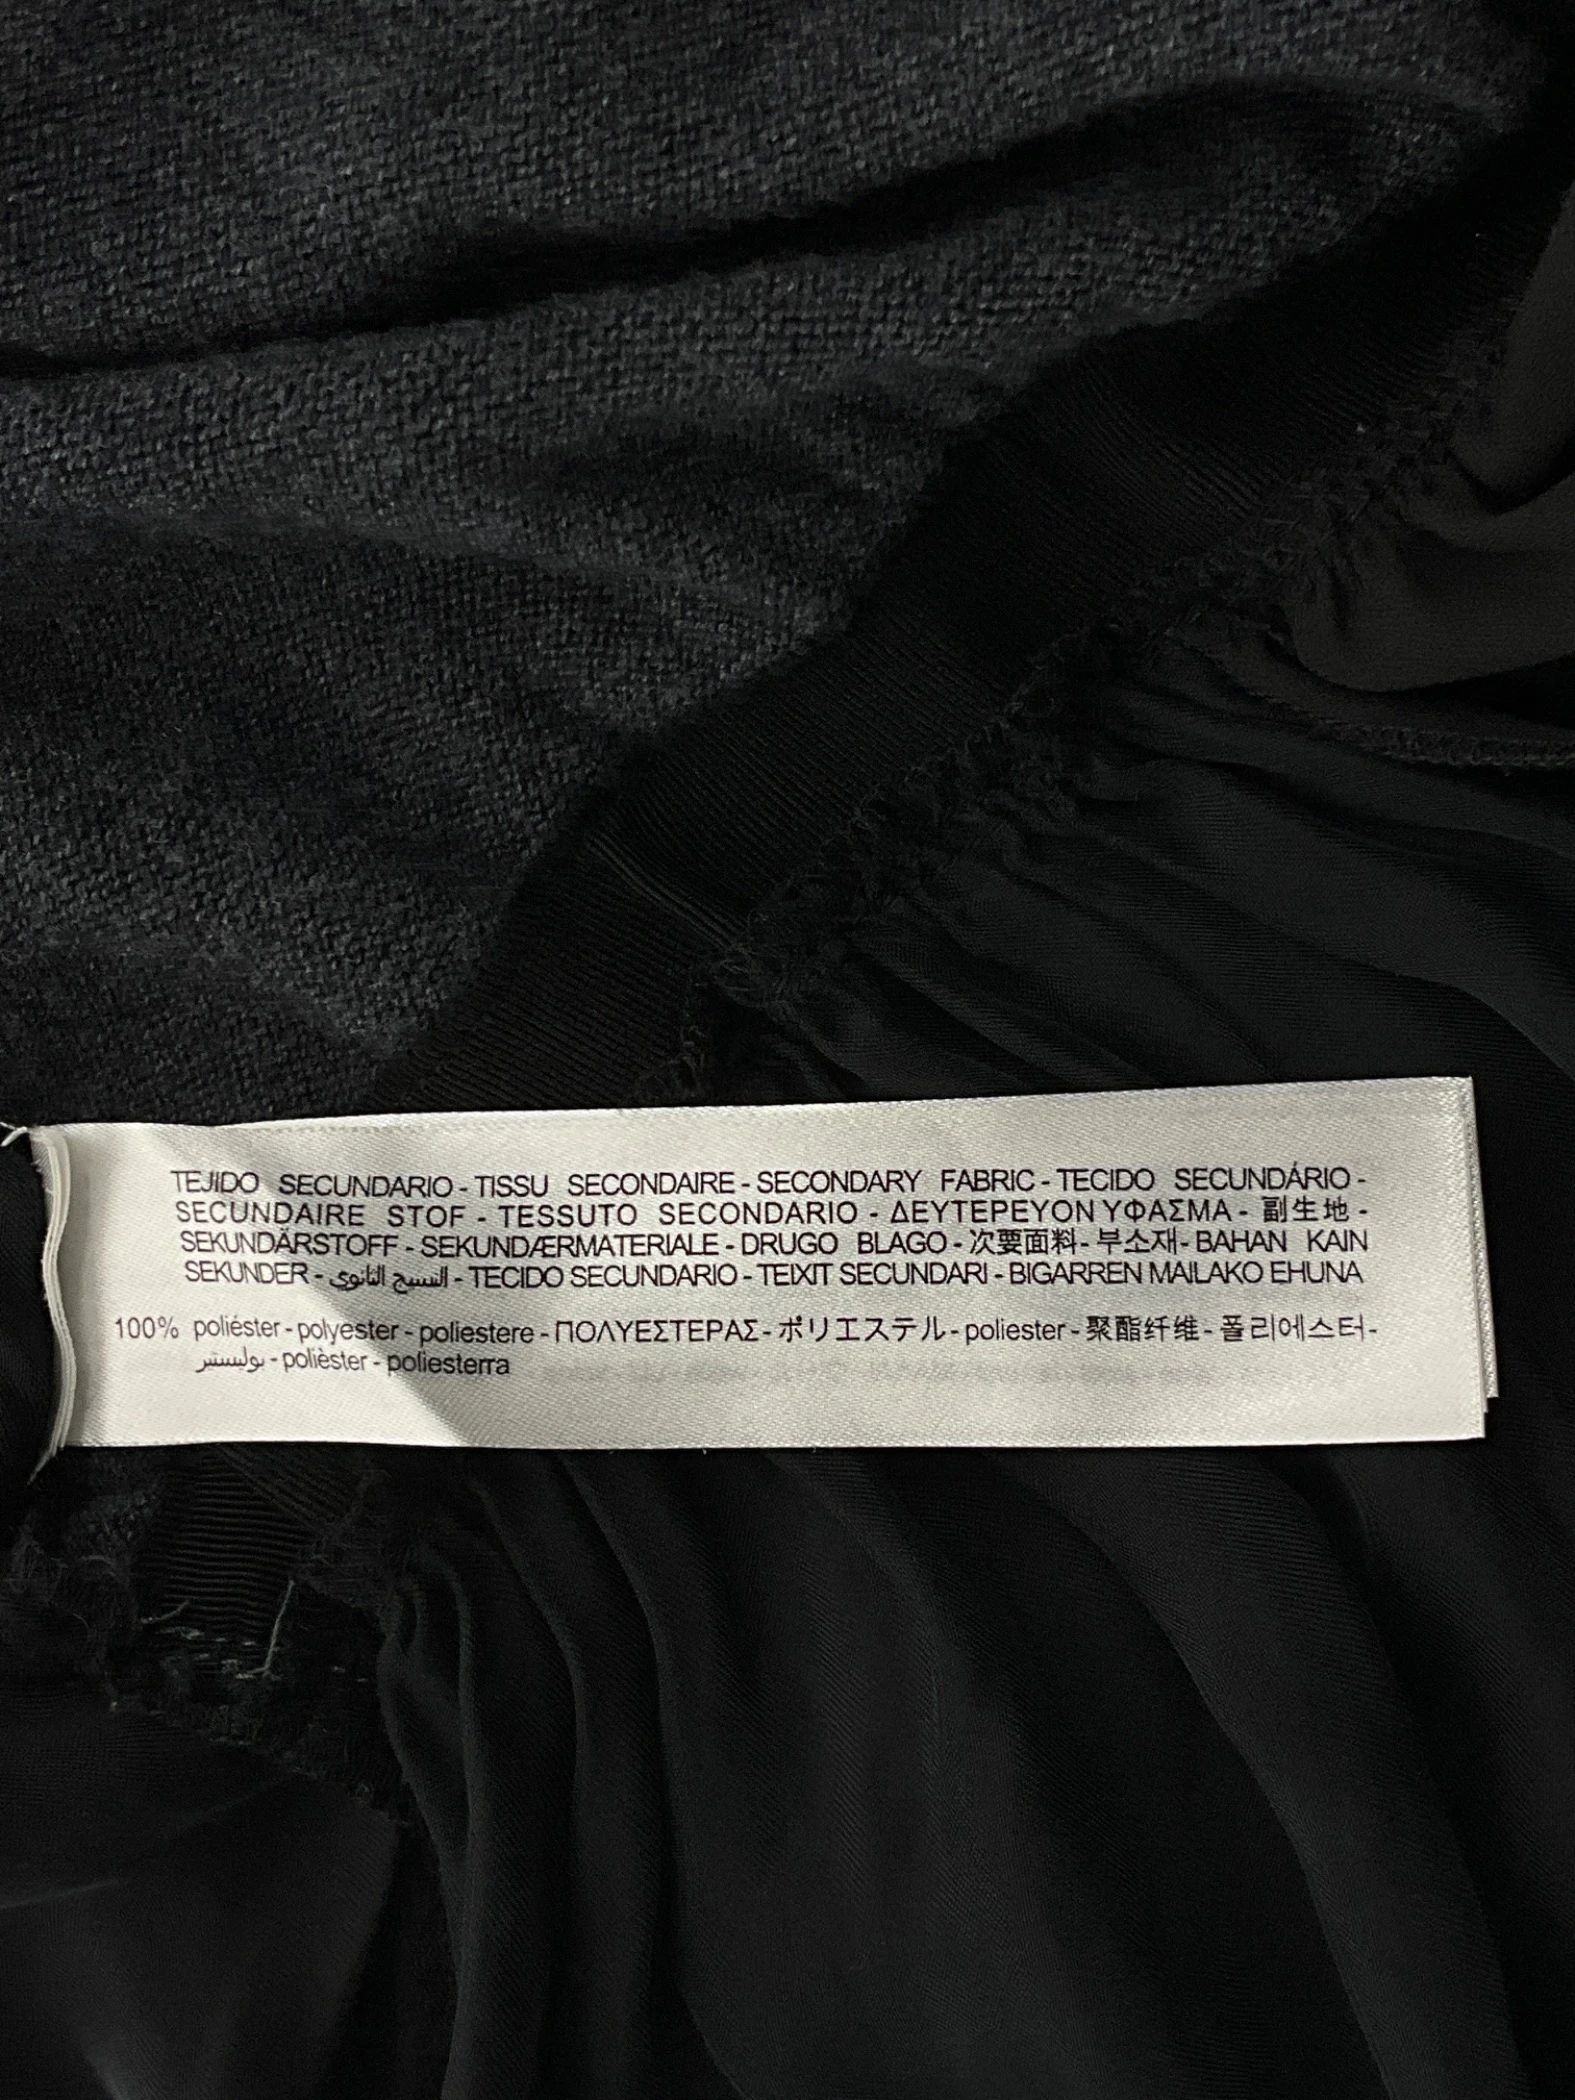 TEJIDO SECUNDARIO - TISSU SECONDAIRE - SECONDARY FABRIC - TECIDO SECUNDÁRIO -
SECUNDAIRE STOF - TESSUTO SECONDARIO - ΔΕΥΤΕΡΕΥΟΝ ΥΦΑΣΜΑ - 副生地 -
SEKUNDÄRSTOFF - SEKUNDÆRMATERIALE - DRUGO BLAGO - 次要面料 - 부소재 - BAHAN KAIN
SEKUNDER - النسيج الثانوي - TECIDO SECUNDARIO - TEIXIT SECUNDARI - BIGARREN MAILAKO EHUNA
100% poliéster - polyester - poliestere - ΠΟΛΥΕΣΤΕΡΑΣ - ポリエステル - poliester - 聚酯纤维 - 폴리에스터 -
بوليستير - polièster - poliesterra